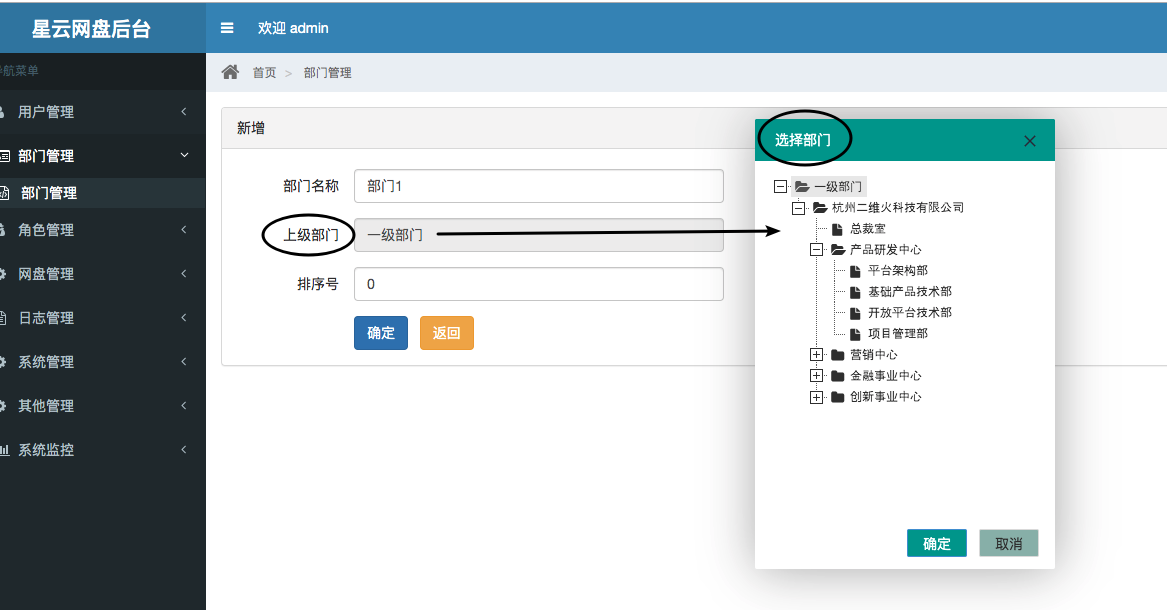 星云网盘后台
欢迎 admin
航菜单
首页 > 部门管理
用户管理
部门管理
部门管理
角色管理
网盘管理
日志管理
系统管理
其他管理
系统监控
新增
部门名称 部门1
上级部门 一级部门
排序号 0
确定 返回
选择部门
一级部门
杭州二维火科技有限公司
总裁室
产品研发中心
平台架构部
基础产品技术部
开放平台技术部
项目管理部
营销中心
金融事业中心
创新事业中心
确定 取消